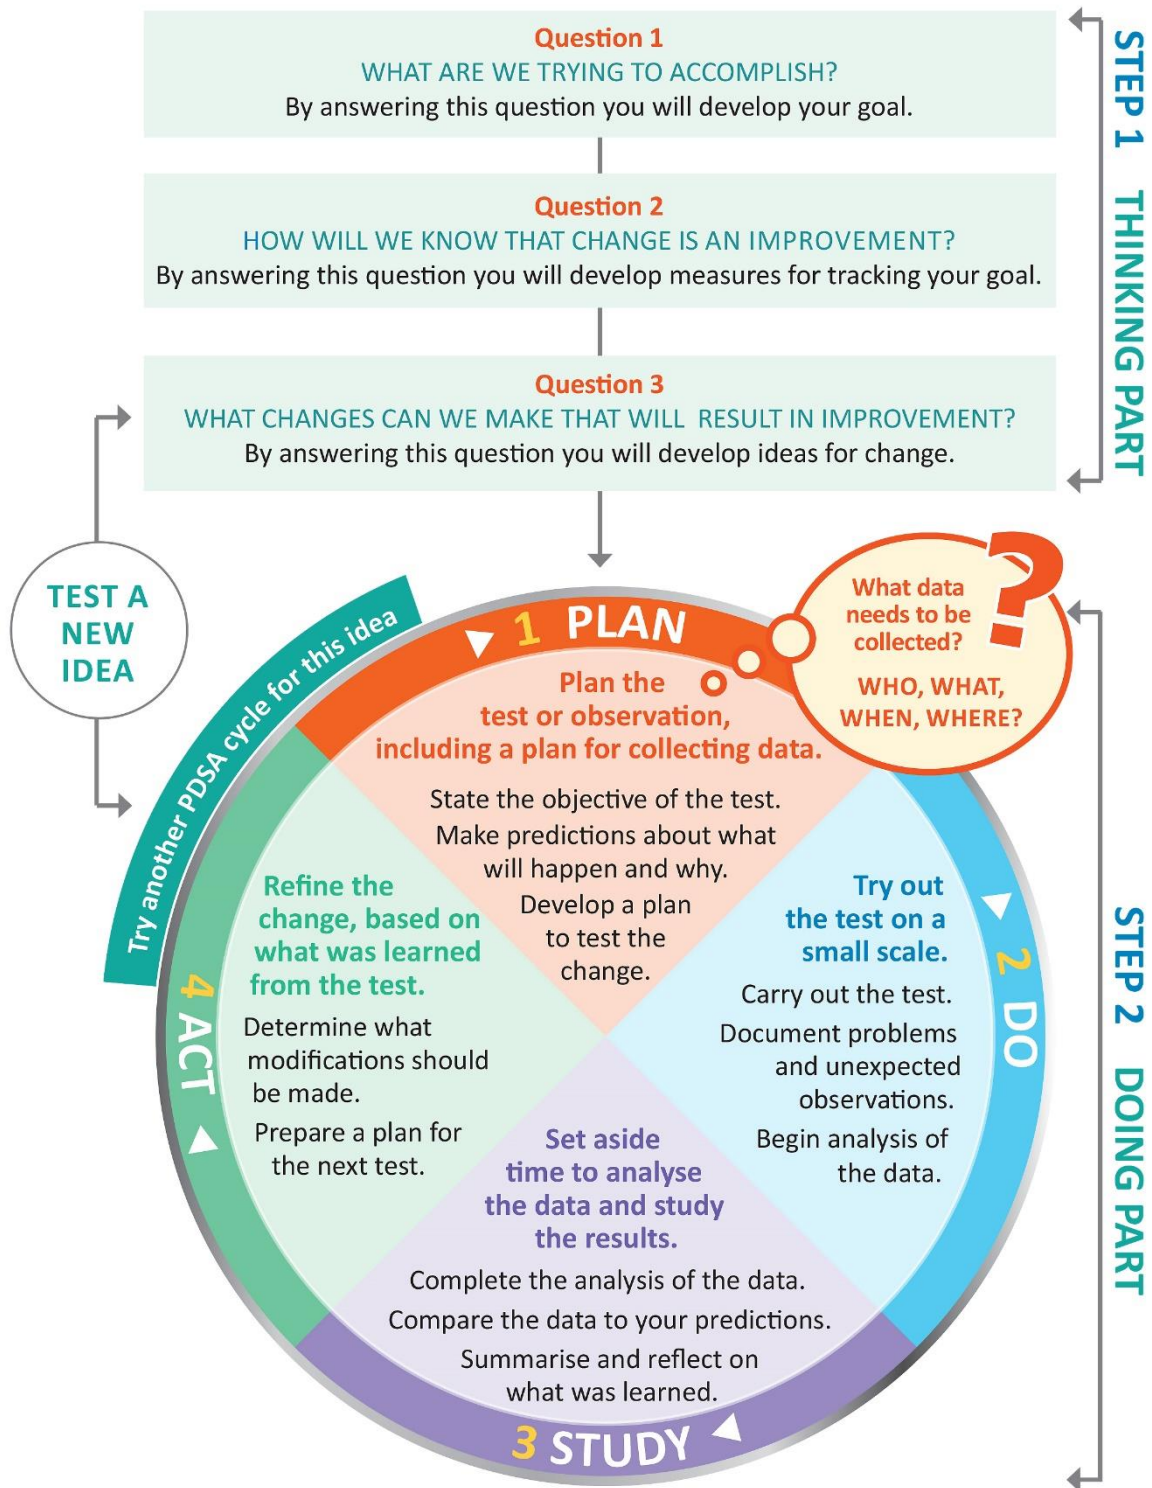 Question 1
WHAT ARE WE TRYING TO ACCOMPLISH?
By answering this question you will develop your goal.
Question 2
HOW WILL WE KNOW THAT CHANGE IS AN IMPROVEMENT?
By answering this question you will develop measures for tracking your goal.
Question 3
WHAT CHANGES CAN WE MAKE THAT WILL RESULT IN IMPROVEMENT?
By answering this question you will develop ideas for change.
STEP 1 THINKING PART
TEST A
NEW
IDEA
Try another PDSA cycle for this idea
1 PLAN
Plan the
test or observation,
including a plan for collecting data.
State the objective of the test.
Make predictions about what
will happen and why.
Develop a plan
to test the
change.
What data
needs to be
collected?
WHO, WHAT,
WHEN, WHERE?
?
2 DO
Try out
the test on a
small scale.
Carry out the test.
Document problems
and unexpected
observations.
Begin analysis of
the data.
3 STUDY
Set aside
time to analyse
the data and study
the results.
Complete the analysis of the data.
Compare the data to your predictions.
Summarise and reflect on
what was learned.
4 ACT
Refine the
change, based on
what was learned
from the test.
Determine what
modifications should
be made.
Prepare a plan for
the next test.
STEP 2 DOING PART